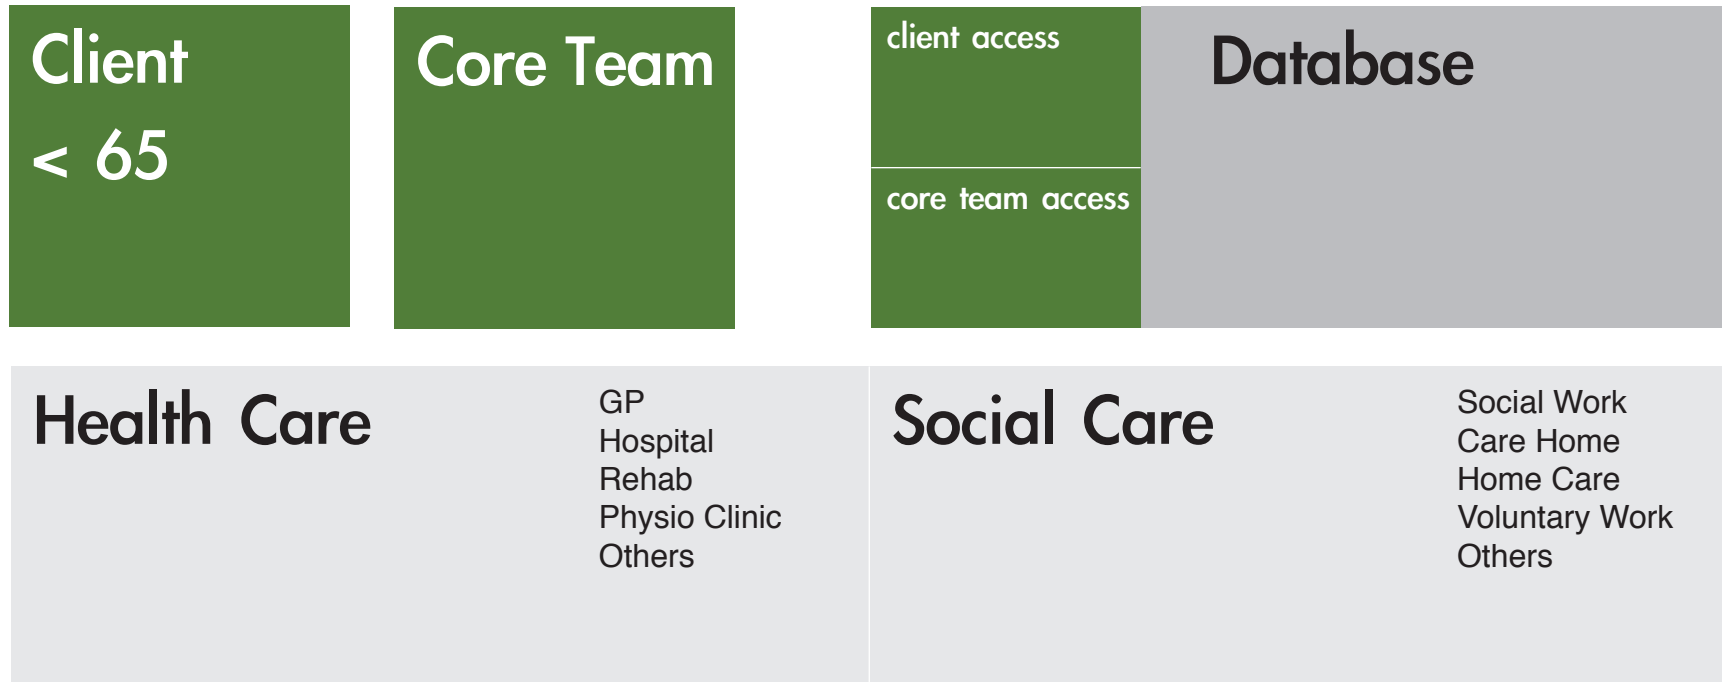 Client
< 65
Core Team
client access
core team access
Database
Health Care
GP
Hospital
Rehab
Physio Clinic
Others
Social Care
Social Work
Care Home
Home Care
Voluntary Work
Others